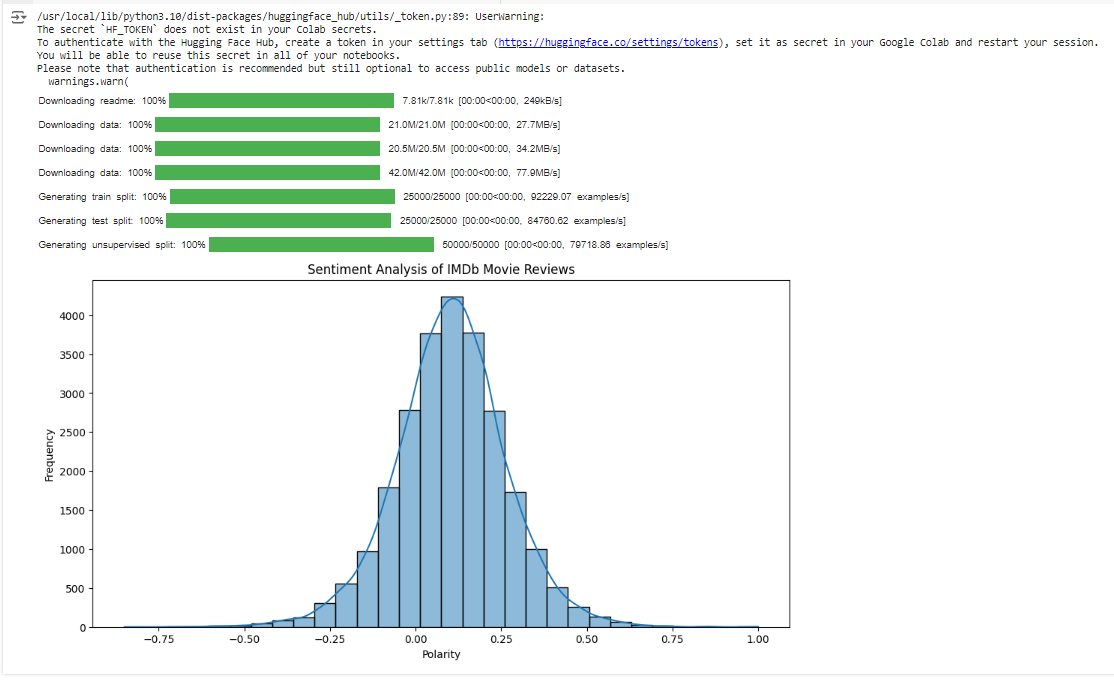 /usr/local/lib/python3.10/dist-packages/huggingface_hub/utils/_token.py:89: UserWarning:
The secret `HF_TOKEN` does not exist in your Colab secrets.
To authenticate with the Hugging Face Hub, create a token in your settings tab (https://huggingface.co/settings/tokens), set it as secret in your Google Colab and restart your session.
You will be able to reuse this secret in all of your notebooks.
Please note that authentication is recommended but still optional to access public models or datasets.
  warnings.warn(
Downloading readme: 100% 7.81k/7.81k [00:00<00:00, 249kB/s]
Downloading data: 100% 21.0M/21.0M [00:00<00:00, 27.7MB/s]
Downloading data: 100% 20.5M/20.5M [00:00<00:00, 34.2MB/s]
Downloading data: 100% 42.0M/42.0M [00:00<00:00, 77.9MB/s]
Generating train split: 100% 25000/25000 [00:00<00:00, 92229.07 examples/s]
Generating test split: 100% 25000/25000 [00:00<00:00, 84760.62 examples/s]
Generating unsupervised split: 100% 50000/50000 [00:00<00:00, 79718.86 examples/s]
Sentiment Analysis of IMDb Movie Reviews
4000
3500
3000
2500
2000
1500
1000
500
0
Frequency
−0.75 −0.50 −0.25 0.00 0.25 0.50 0.75 1.00
Polarity